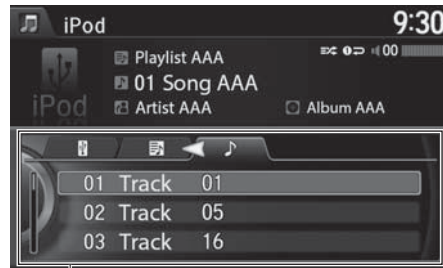 iPod 9:30
Playlist AAA 00
01 Song AAA
iPod Artist AAA Album AAA
01 Track 01
02 Track 05
03 Track 16